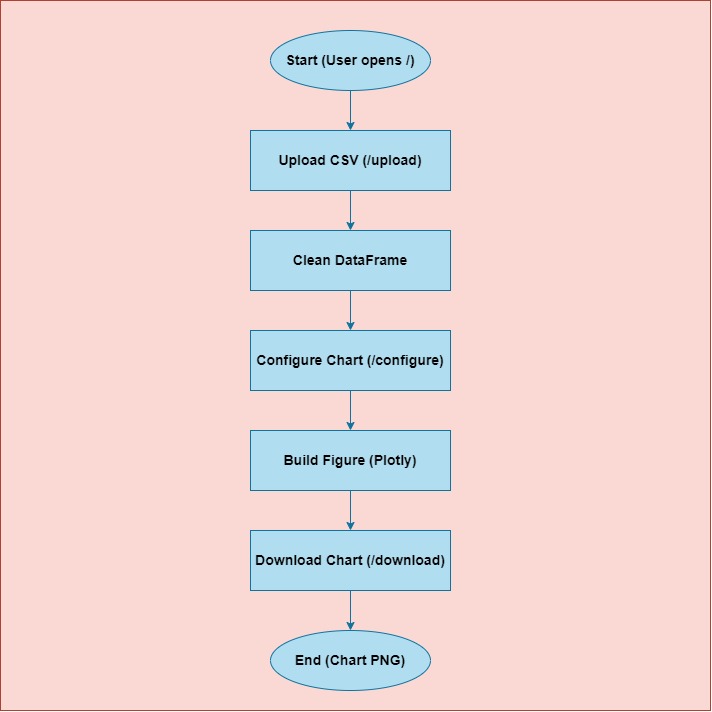 Start (User opens /)
Upload CSV (/upload)
Clean DataFrame
Configure Chart (/configure)
Build Figure (Plotly)
Download Chart (/download)
End (Chart PNG)